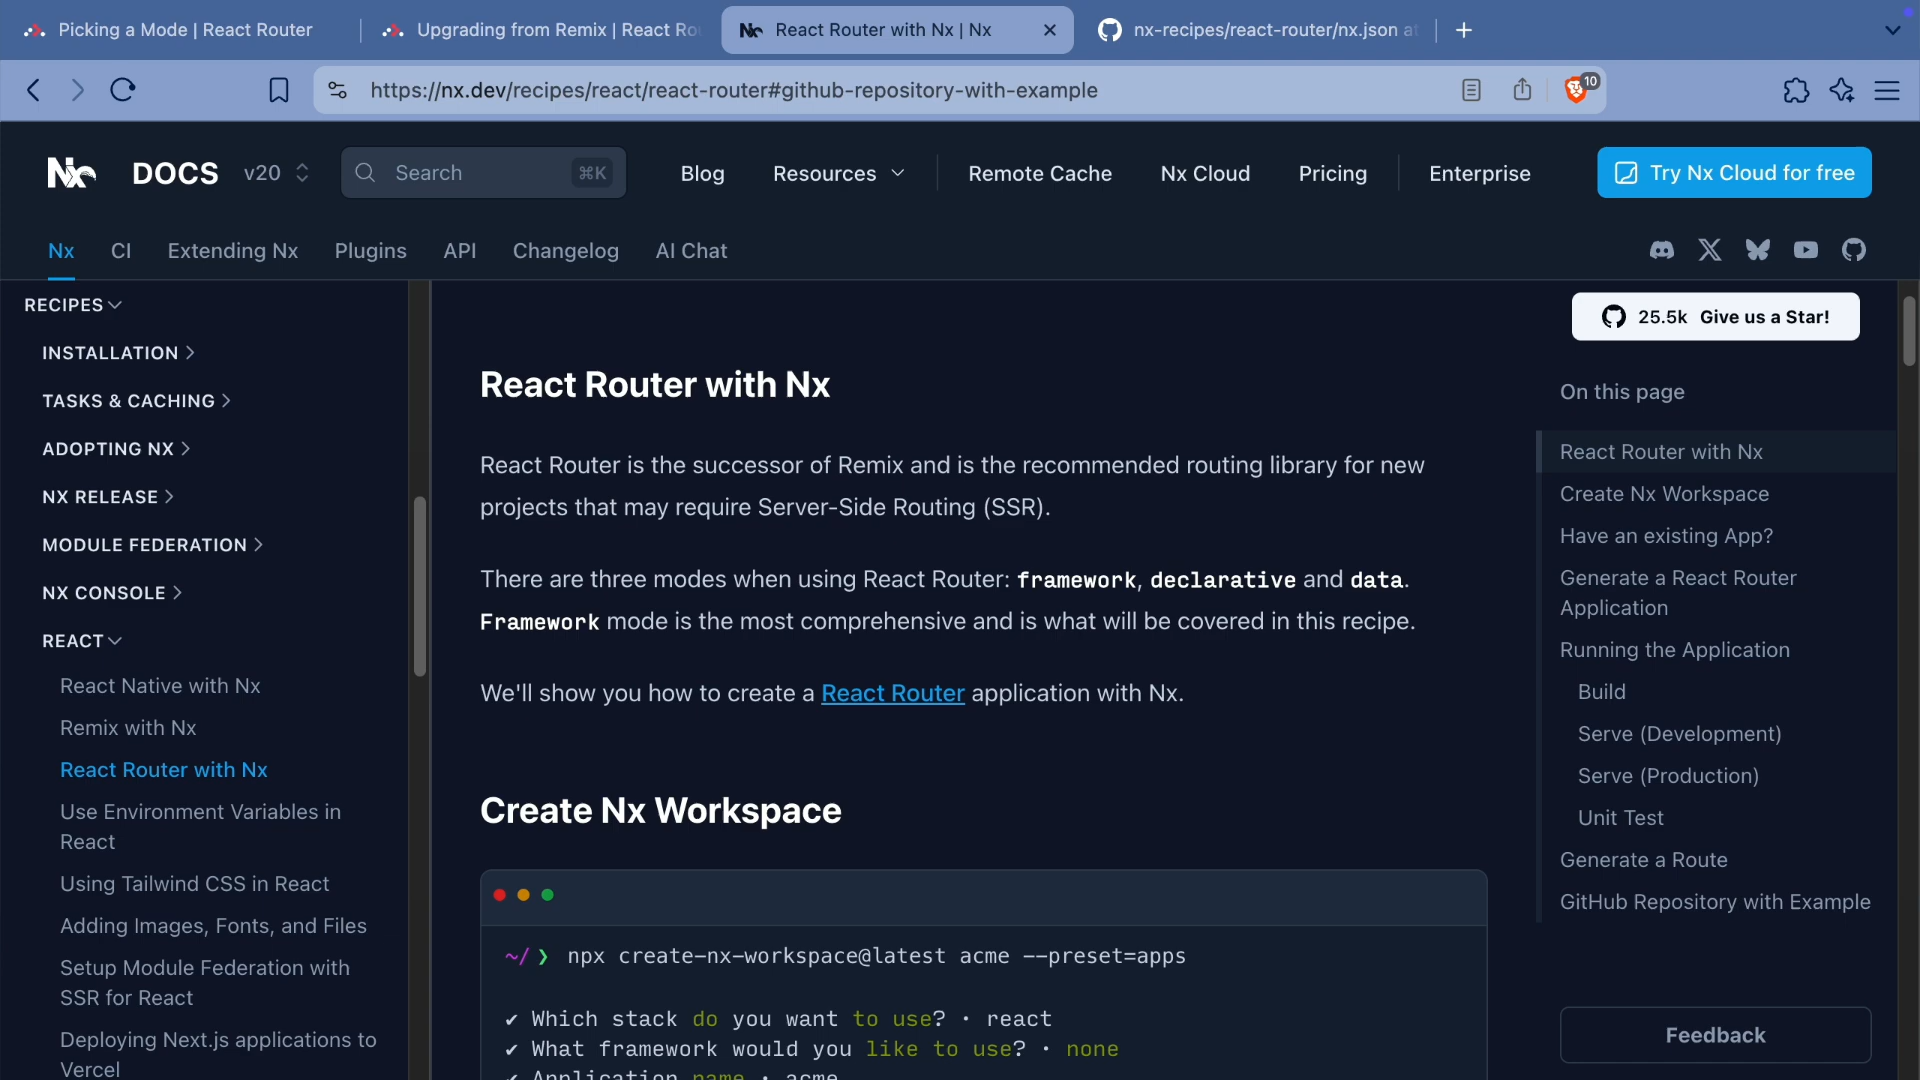 Picking a Mode | React Router
Upgrading from Remix | React Ro
React Router with Nx | Nx
nx-recipes/react-router/nx.json at
https://nx.dev/recipes/react/react-router#github-repository-with-example
10
Nx DOCS v20
Search ⌘K
Blog
Resources
Remote Cache
Nx Cloud
Pricing
Enterprise
Try Nx Cloud for free
Nx
CI
Extending Nx
Plugins
API
Changelog
AI Chat
RECIPES
INSTALLATION
TASKS & CACHING
ADOPTING NX
NX RELEASE
MODULE FEDERATION
NX CONSOLE
REACT
React Native with Nx
Remix with Nx
React Router with Nx
Use Environment Variables in
React
Using Tailwind CSS in React
Adding Images, Fonts, and Files
Setup Module Federation with
SSR for React
Deploying Next.js applications to
Vercel
React Router with Nx
React Router is the successor of Remix and is the recommended routing library for new
projects that may require Server-Side Routing (SSR).
There are three modes when using React Router: framework, declarative and data.
Framework mode is the most comprehensive and is what will be covered in this recipe.
We'll show you how to create a React Router application with Nx.
Create Nx Workspace
~/ ❯ npx create-nx-workspace@latest acme --preset=apps
✔ Which stack do you want to use? · react
✔ What framework would you like to use? · none
✔ Application name · acme
25.5k Give us a Star!
On this page
React Router with Nx
Create Nx Workspace
Have an existing App?
Generate a React Router
Application
Running the Application
Build
Serve (Development)
Serve (Production)
Unit Test
Generate a Route
GitHub Repository with Example
Feedback